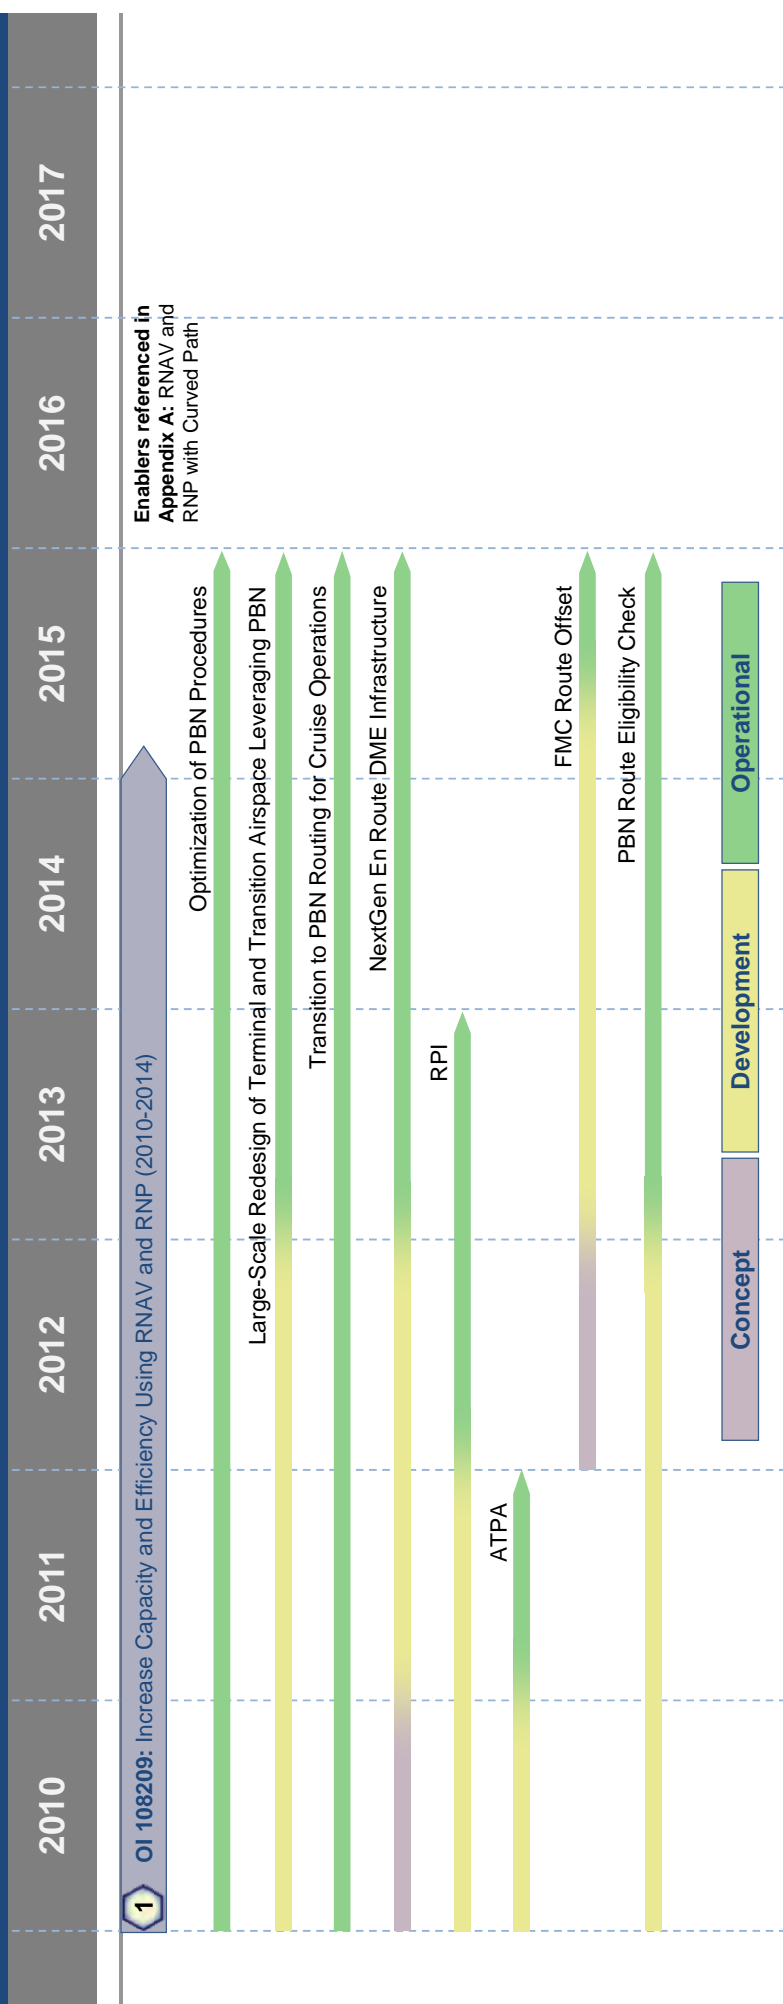 2010
2011
2012
2013
2014
2015
2016
2017
1
OI 108209: Increase Capacity and Efficiency Using RNAV and RNP (2010-2014)
Enablers referenced in
Appendix A: RNAV and
RNP with Curved Path
Optimization of PBN Procedures
Large-Scale Redesign of Terminal and Transition Airspace Leveraging PBN
Transition to PBN Routing for Cruise Operations
NextGen En Route DME Infrastructure
RPI
ATPA
FMC Route Offset
PBN Route Eligibility Check
Concept
Development
Operational